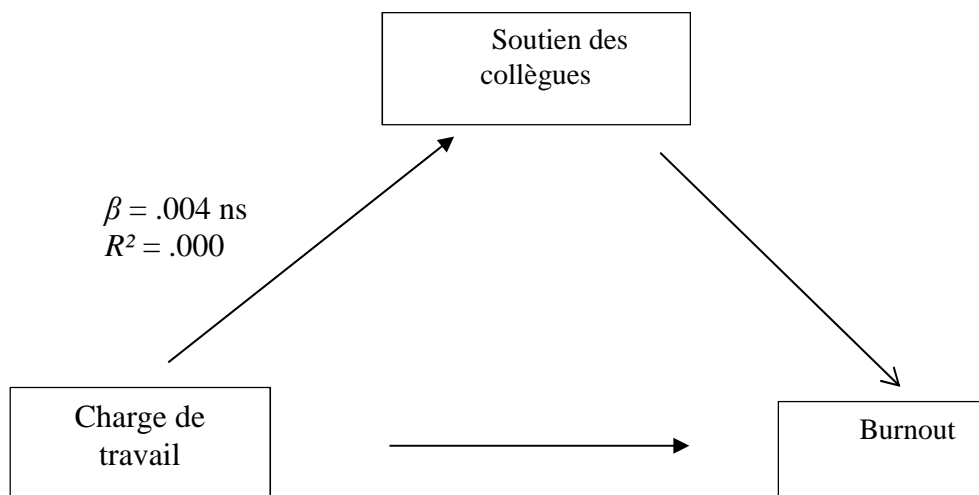 Soutien des
collègues
β = .004 ns
R² = .000
Charge de
travail
Burnout